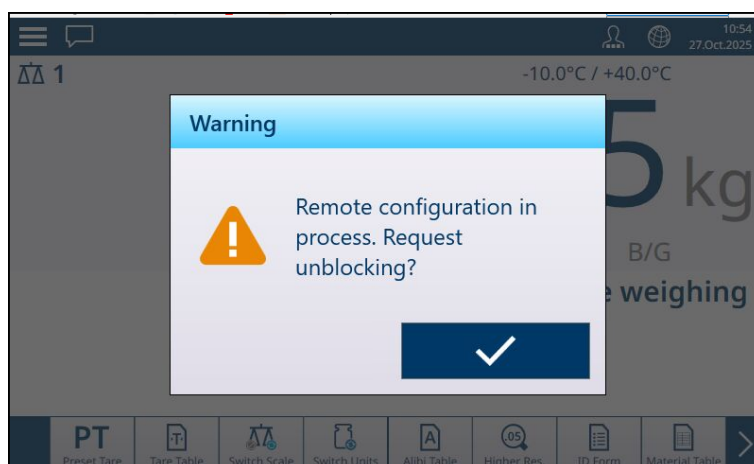 10:54
27.Oct.2025
1
-10.0°C / +40.0°C
Warning
5 kg
Remote configuration in
process. Request
unblocking?
B/G
weighing
PT
T
A
.05
Preset Tare
Tare Table
Switch Scale
Switch Units
Alibi Table
Higher Res.
ID Form
Material Table